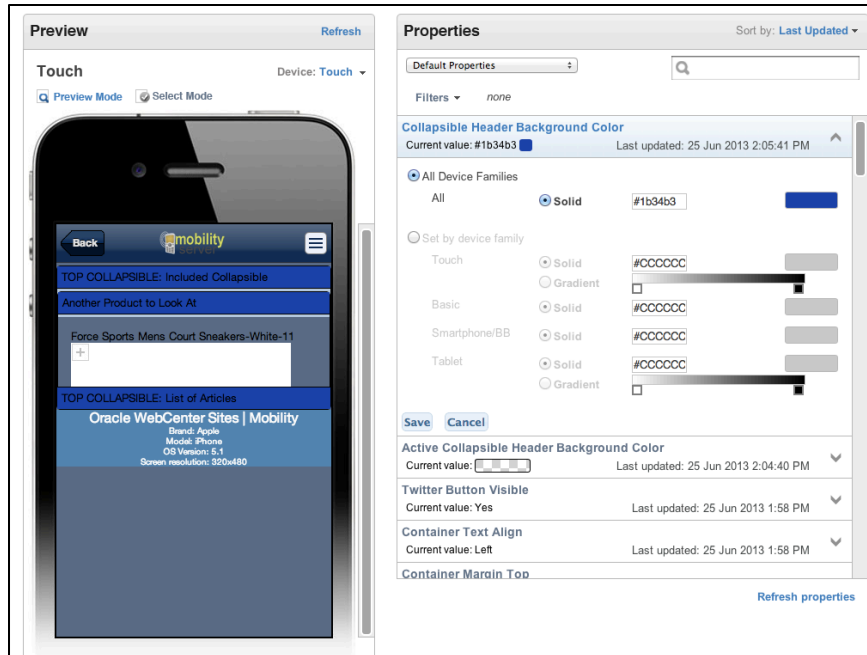 Preview
Refresh
Touch
Device: Touch
Preview Mode
Select Mode
Back
mobility
server
TOP COLLAPSIBLE: Included Collapsible
Another Product to Look At
Force Sports Mens Court Sneakers-White-11
TOP COLLAPSIBLE: List of Articles
Oracle WebCenter Sites | Mobility
Brand: Apple
Model: iPhone
OS Version: 5.1
Screen resolution: 320x480
Properties
Sort by: Last Updated
Default Properties
Filters
none
Collapsible Header Background Color
Current value: #1b34b3
Last updated: 25 Jun 2013 2:05:41 PM
All Device Families
All
Solid
#1b34b3
Set by device family
Touch
Solid
#CCCCCC
Gradient
Basic
Solid
#CCCCCC
Smartphone/BB
Solid
#CCCCCC
Tablet
Solid
#CCCCCC
Gradient
Save
Cancel
Active Collapsible Header Background Color
Current value:
Last updated: 25 Jun 2013 2:04:40 PM
Twitter Button Visible
Current value: Yes
Last updated: 25 Jun 2013 1:58 PM
Container Text Align
Current value: Left
Last updated: 25 Jun 2013 1:58 PM
Container Margin Top
Refresh properties